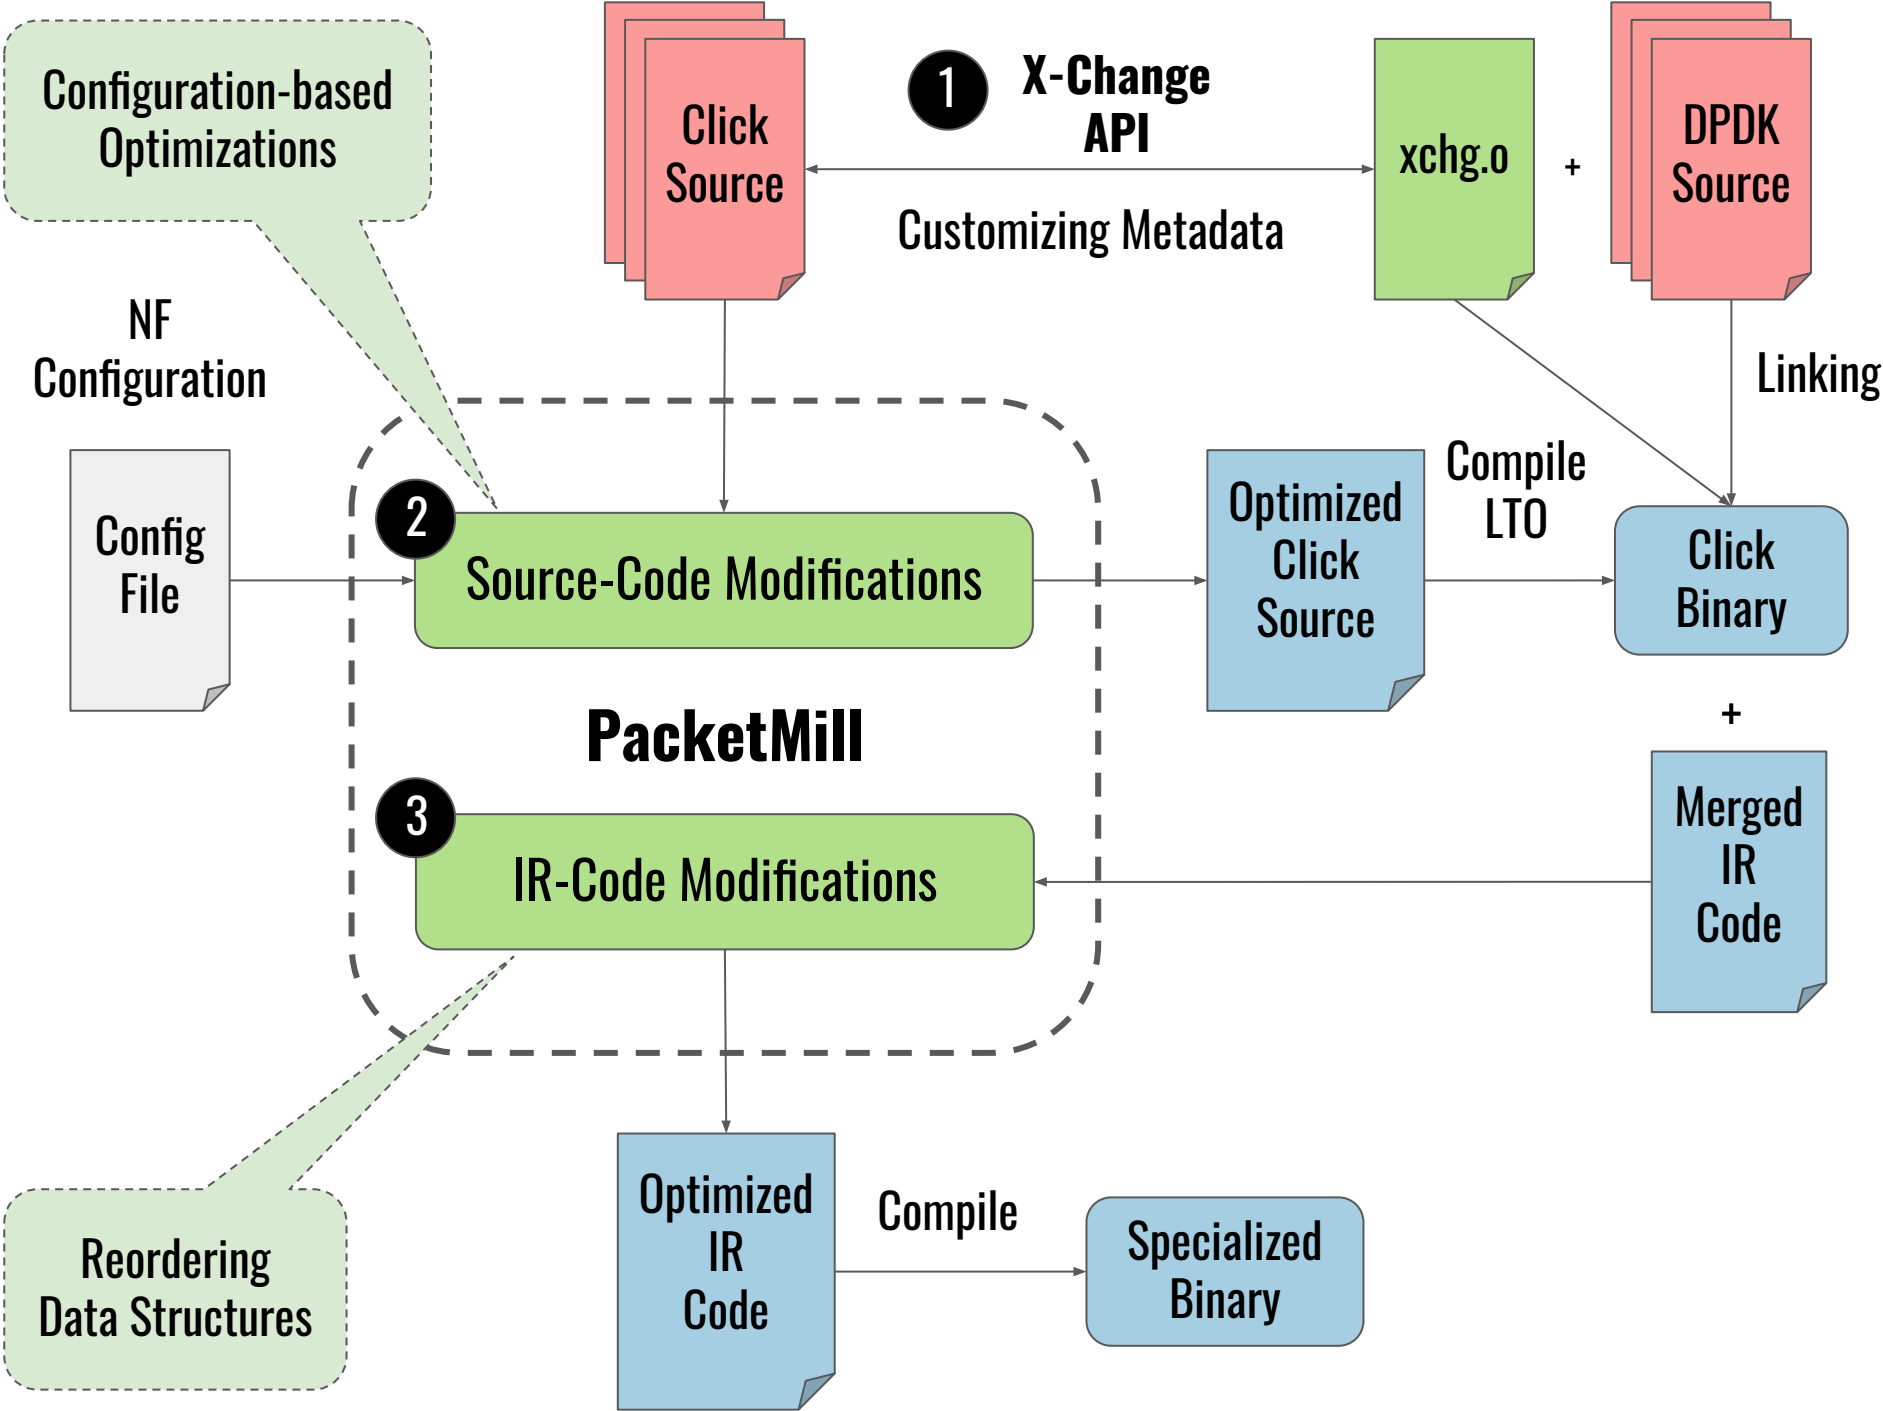 Configuration-based
Optimizations
Click
Source
1
X-Change
API
Customizing Metadata
xchg.o
+
DPDK
Source
NF
Configuration
Linking
Config
File
2
Source-Code Modifications
Optimized
Click
Source
Compile
LTO
Click
Binary
PacketMill
+
3
IR-Code Modifications
Merged
IR
Code
Reordering
Data Structures
Optimized
IR
Code
Compile
Specialized
Binary